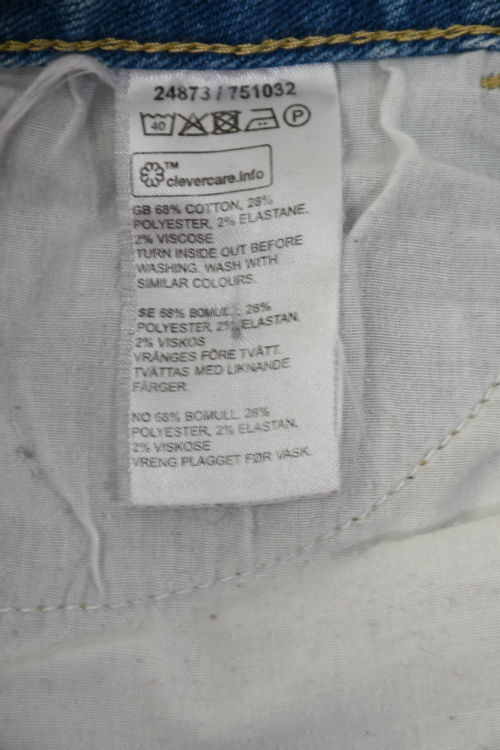 24873 / 751032
40 P
TM
clevercare.info
GB 68% COTTON, 28%
POLYESTER, 2% ELASTANE.
2% VISCOSE
TURN INSIDE OUT BEFORE
WASHING. WASH WITH
SIMILAR COLOURS.
SE 68% BOMULL, 28%
POLYESTER, 2% ELASTAN.
2% VISKOS
VRÄNGES FÖRE TVÄTT.
TVÄTTAS MED LIKNANDE
FÄRGER.
NO 68% BOMULL, 28%
POLYESTER, 2% ELASTAN.
2% VISKOSE
VRENG PLAGGET FØR VASK.